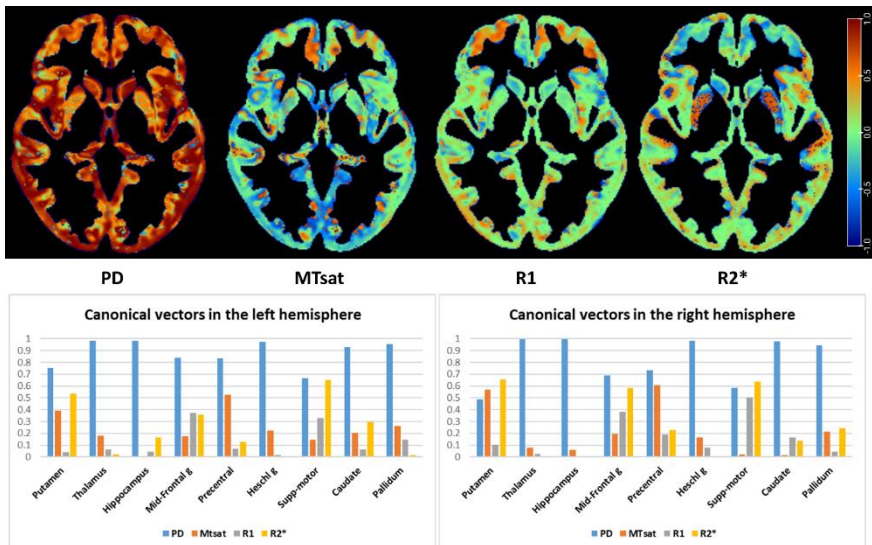 1.0
0.5
0.0
-0.5
-1.0
PD MTsat R1 R2*
Canonical vectors in the left hemisphere
1
0.9
0.8
0.7
0.6
0.5
0.4
0.3
0.2
0.1
0
Putamen
Thalamus
Hippocampus
Mid-Frontal g
Precentral
Heschl g
Supp-motor
Caudate
Pallidum
PD Mtsat R1 R2*
Canonical vectors in the right hemisphere
1
0.9
0.8
0.7
0.6
0.5
0.4
0.3
0.2
0.1
0
Putamen
Thalamus
Hippocampus
Mid-Frontal g
Precentral
Heschl g
Supp-motor
Caudate
Pallidum
PD MTsat R1 R2*